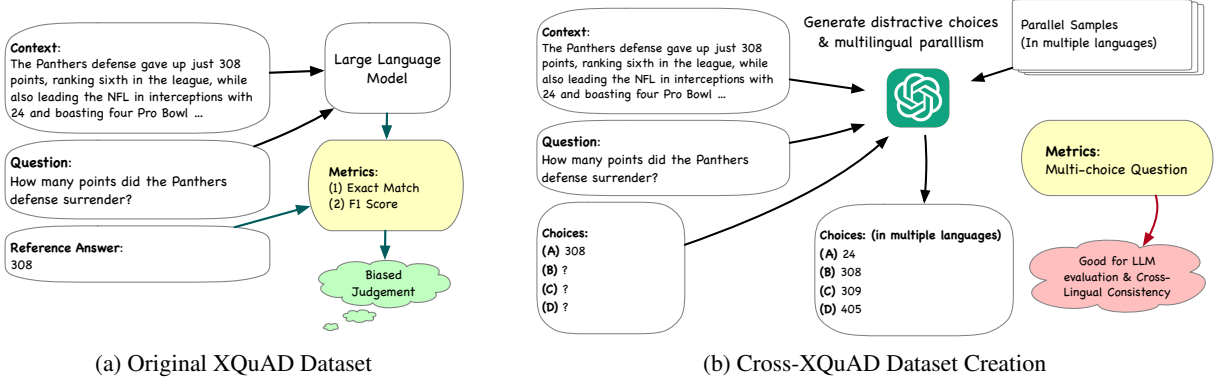 Context:
The Panthers defense gave up just 308
points, ranking sixth in the league, while
also leading the NFL in interceptions with
24 and boasting four Pro Bowl ...
Question:
How many points did the Panthers
defense surrender?
Reference Answer:
308
Large Language
Model
Metrics:
(1) Exact Match
(2) F1 Score
Biased
Judgement
(a) Original XQuAD Dataset
Context:
The Panthers defense gave up just 308
points, ranking sixth in the league, while
also leading the NFL in interceptions with
24 and boasting four Pro Bowl ...
Question:
How many points did the Panthers
defense surrender?
Choices:
(A) 308
(B) ?
(C) ?
(D) ?
Generate distractive choices
& multilingual paralllism
Parallel Samples
(In multiple languages)
Choices: (in multiple languages)
(A) 24
(B) 308
(C) 309
(D) 405
Metrics:
Multi-choice Question
Good for LLM
evaluation & Cross-
Lingual Consistency
(b) Cross-XQuAD Dataset Creation